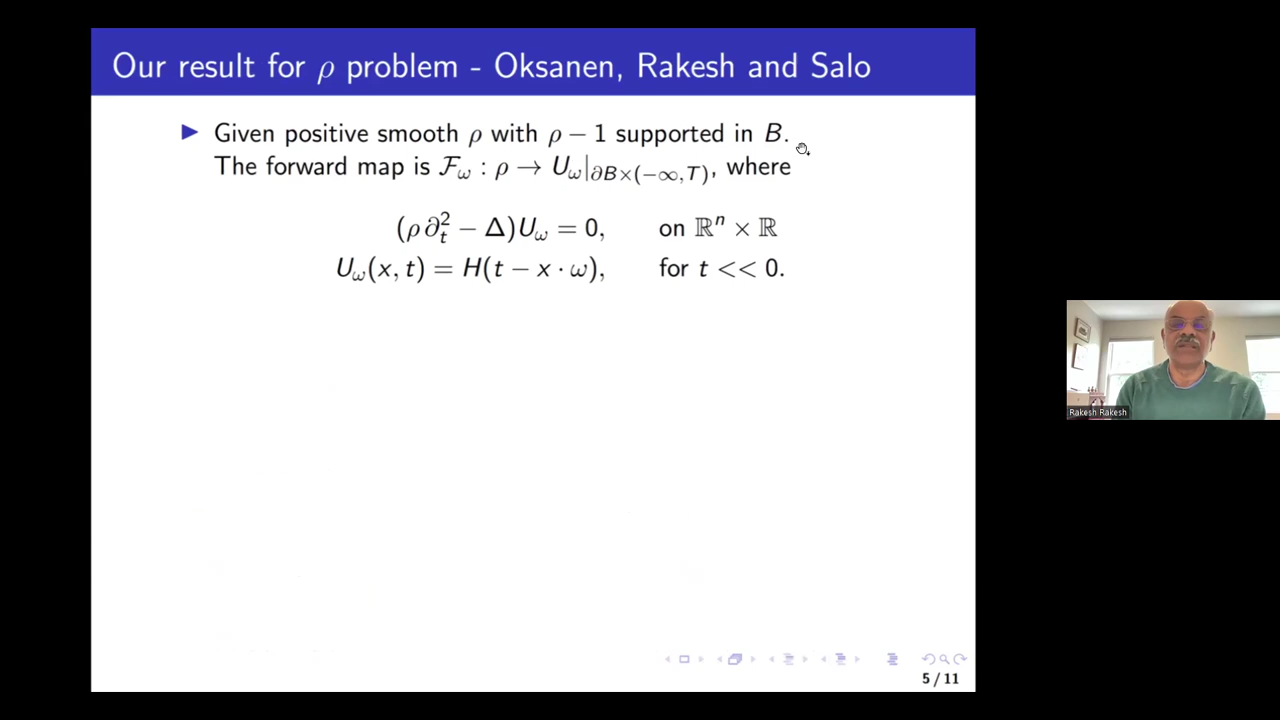 Our result for ρ problem - Oksanen, Rakesh and Salo
▶ Given positive smooth ρ with ρ − 1 supported in B.
The forward map is ℱ_ω : ρ → U_ω|_{∂B×(−∞,T)}, where
(ρ ∂_t^2 − Δ)U_ω = 0, on ℝ^n × ℝ
U_ω(x, t) = H(t − x · ω), for t << 0.
Rakesh Rakesh
5 / 11